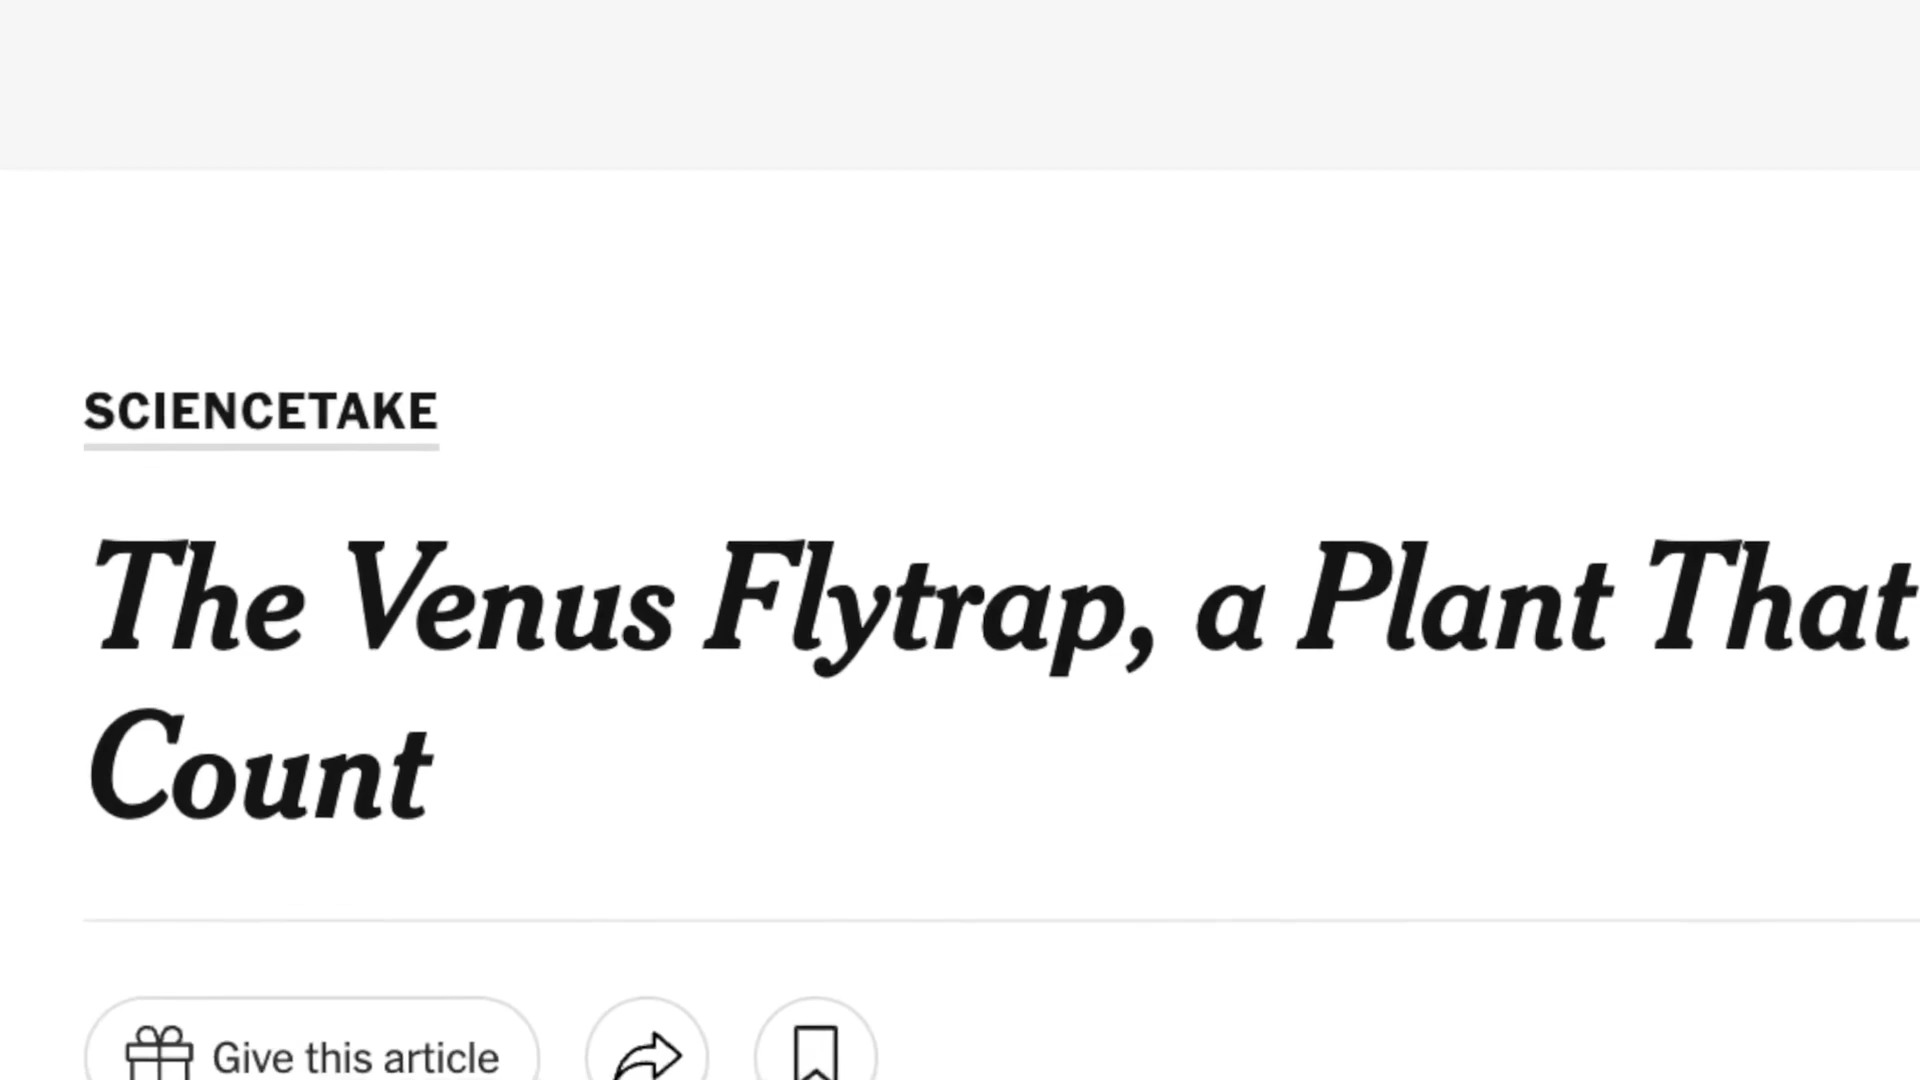 SCIENCETAKE
The Venus Flytrap, a Plant That
Count
Give this article